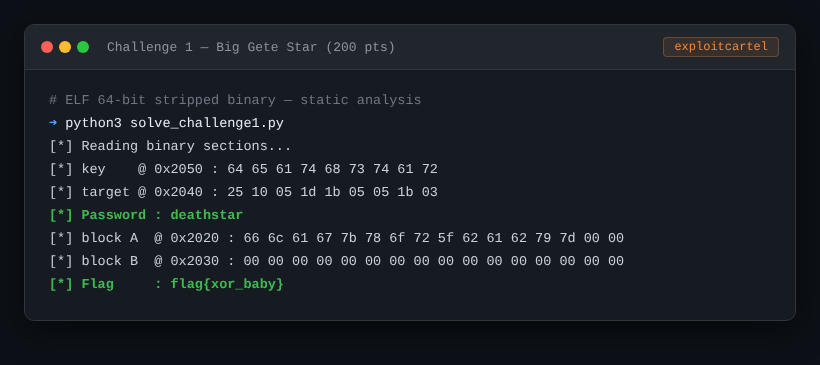 Challenge 1 — Big Gete Star (200 pts)
exploitcartel
# ELF 64-bit stripped binary — static analysis
➜ python3 solve_challenge1.py
[*] Reading binary sections...
[*] key    @ 0x2050 : 64 65 61 74 68 73 74 61 72
[*] target @ 0x2040 : 25 10 05 1d 1b 05 05 1b 03
[*] Password : deathstar
[*] block A  @ 0x2020 : 66 6c 61 67 7b 78 6f 72 5f 62 61 62 79 7d 00 00
[*] block B  @ 0x2030 : 00 00 00 00 00 00 00 00 00 00 00 00 00 00 00 00
[*] Flag     : flag{xor_baby}